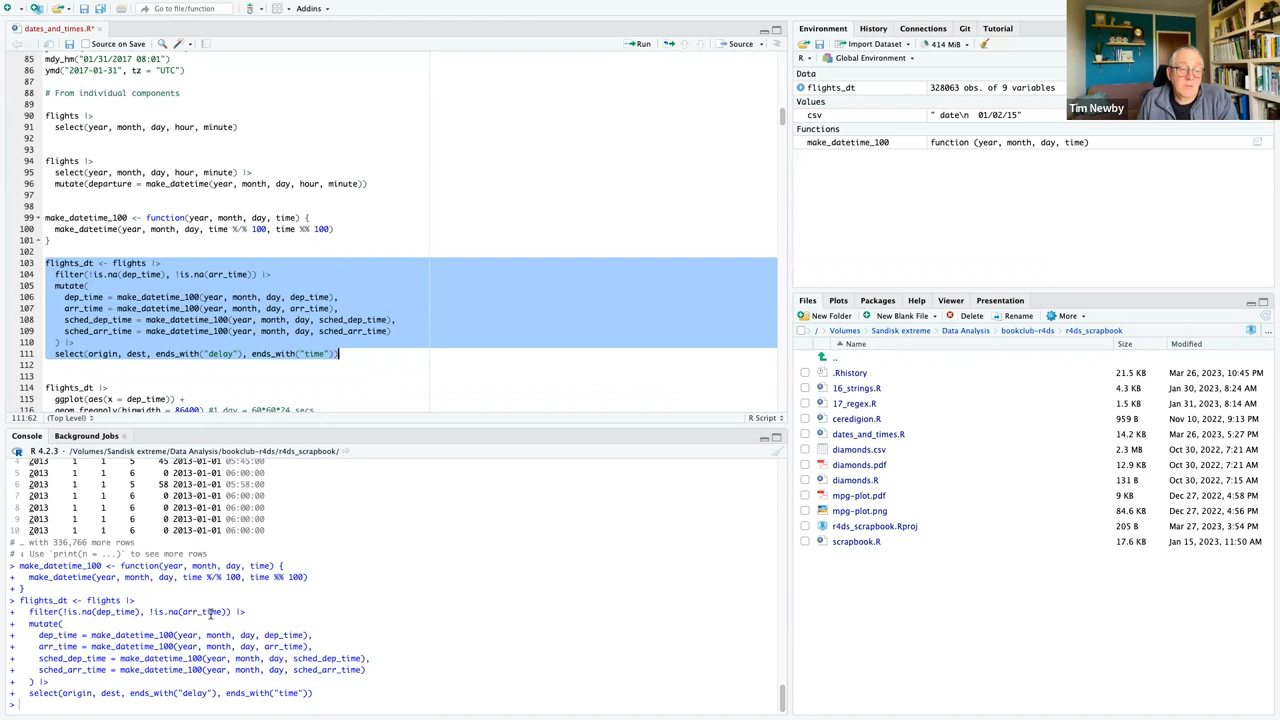 Go to file/function
Addins
dates_and_times.R*
Source on Save
Run
Source
85 mdy_hm("01/31/2017 08:01")
86 ymd("2017-01-31", tz = "UTC")
87
88 # From individual components
89
90 flights |>
91 select(year, month, day, hour, minute)
92
93
94 flights |>
95 select(year, month, day, hour, minute) |>
96 mutate(departure = make_datetime(year, month, day, hour, minute))
97
98
99 make_datetime_100 <- function(year, month, day, time) {
100 make_datetime(year, month, day, time %/% 100, time %% 100)
101 }
102
103 flights_dt <- flights |>
104 filter(!is.na(dep_time), !is.na(arr_time)) |>
105 mutate(
106 dep_time = make_datetime_100(year, month, day, dep_time),
107 arr_time = make_datetime_100(year, month, day, arr_time),
108 sched_dep_time = make_datetime_100(year, month, day, sched_dep_time),
109 sched_arr_time = make_datetime_100(year, month, day, sched_arr_time)
110 ) |>
111 select(origin, dest, ends_with("delay"), ends_with("time"))
112
113
114 flights_dt |>
115 ggplot(aes(x = dep_time)) +
116 geom_freqpoly(binwidth = 86400) #1 day = 60*60*24 secs
111:62 (Top Level) R Script
Console Background Jobs
R 4.2.3 · /Volumes/Sandisk extreme/Data Analysis/bookclub-r4ds/r4ds_scrapbook/
4 2013 1 1 5 45 2013-01-01 05:45:00
5 2013 1 1 6 0 2013-01-01 06:00:00
6 2013 1 1 5 58 2013-01-01 05:58:00
7 2013 1 1 6 0 2013-01-01 06:00:00
8 2013 1 1 6 0 2013-01-01 06:00:00
9 2013 1 1 6 0 2013-01-01 06:00:00
10 2013 1 1 6 0 2013-01-01 06:00:00
# … with 336,766 more rows
# ℹ Use `print(n = ...)` to see more rows
> make_datetime_100 <- function(year, month, day, time) {
+ make_datetime(year, month, day, time %/% 100, time %% 100)
+ }
> flights_dt <- flights |>
+ filter(!is.na(dep_time), !is.na(arr_time)) |>
+ mutate(
+ dep_time = make_datetime_100(year, month, day, dep_time),
+ arr_time = make_datetime_100(year, month, day, arr_time),
+ sched_dep_time = make_datetime_100(year, month, day, sched_dep_time),
+ sched_arr_time = make_datetime_100(year, month, day, sched_arr_time)
+ ) |>
+ select(origin, dest, ends_with("delay"), ends_with("time"))
>
Environment History Connections Git Tutorial
Import Dataset 414 MiB
R Global Environment
Data
flights_dt 328063 obs. of 9 variables
Values
csv " date\n 01/02/15"
Functions
make_datetime_100 function (year, month, day, time)
Tim Newby
Files Plots Packages Help Viewer Presentation
New Folder New Blank File Delete Rename More
/ Volumes Sandisk extreme Data Analysis bookclub-r4ds r4ds_scrapbook
Name Size Modified
..
.Rhistory 21.5 KB Mar 26, 2023, 10:45 PM
16_strings.R 4.3 KB Jan 30, 2023, 8:24 AM
17_regex.R 1.5 KB Jan 31, 2023, 8:14 AM
ceredigion.R 959 B Nov 10, 2022, 9:13 PM
dates_and_times.R 14.2 KB Mar 26, 2023, 5:27 PM
diamonds.csv 2.3 MB Oct 30, 2022, 7:21 AM
diamonds.pdf 12.9 KB Oct 30, 2022, 7:21 AM
diamonds.R 131 B Oct 30, 2022, 7:21 AM
mpg-plot.pdf 9 KB Dec 27, 2022, 4:58 PM
mpg-plot.png 84.6 KB Dec 27, 2022, 4:56 PM
r4ds_scrapbook.Rproj 205 B Mar 27, 2023, 3:54 PM
scrapbook.R 17.6 KB Jan 15, 2023, 11:50 AM